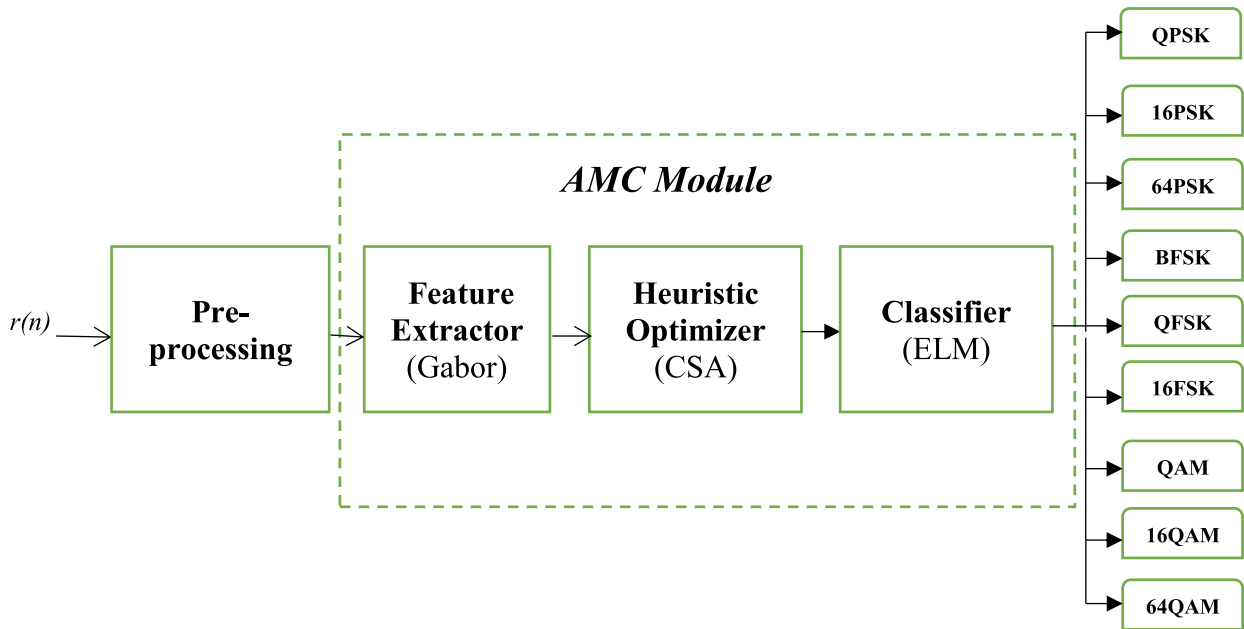 AMC Module
r(n)
Pre-
processing
Feature
Extractor
(Gabor)
Heuristic
Optimizer
(CSA)
Classifier
(ELM)
QPSK
16PSK
64PSK
BFSK
QFSK
16FSK
QAM
16QAM
64QAM